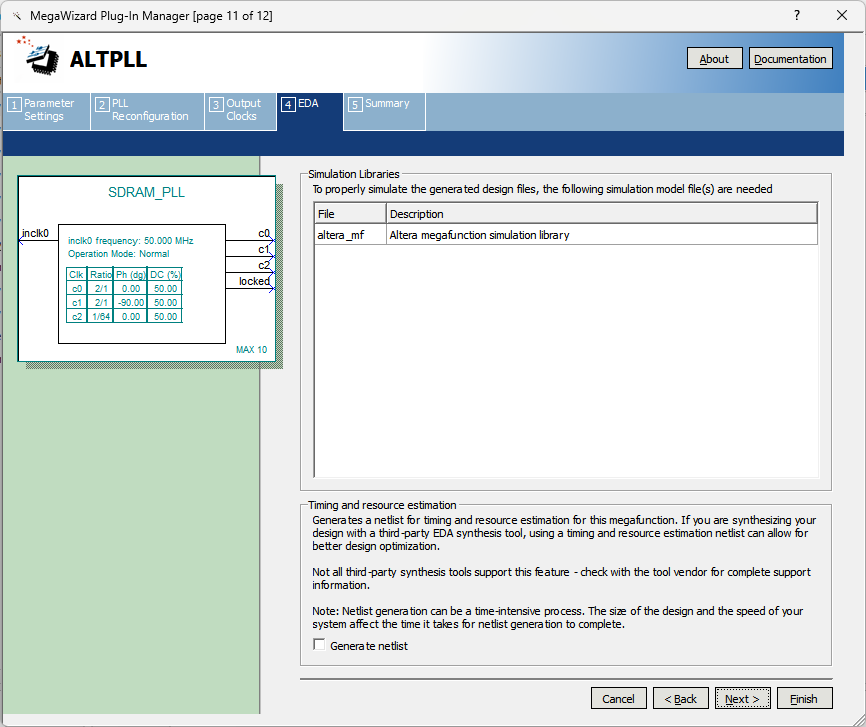 MegaWizard Plug-In Manager [page 11 of 12]
?
ALTPLL
About
Documentation
1 Parameter Settings
2 PLL Reconfiguration
3 Output Clocks
4 EDA
5 Summary
SDRAM_PLL
inclk0
inclk0 frequency: 50.000 MHz
Operation Mode: Normal
Clk Ratio Ph (dg) DC (%)
c0 2/1 0.00 50.00
c1 2/1 -90.00 50.00
c2 1/64 0.00 50.00
c0
c1
c2
locked
MAX 10
Simulation Libraries
To properly simulate the generated design files, the following simulation model file(s) are needed
File Description
altera_mf Altera megafunction simulation library
Timing and resource estimation
Generates a netlist for timing and resource estimation for this megafunction. If you are synthesizing your
design with a third-party EDA synthesis tool, using a timing and resource estimation netlist can allow for
better design optimization.
Not all third-party synthesis tools support this feature - check with the tool vendor for complete support
information.
Note: Netlist generation can be a time-intensive process. The size of the design and the speed of your
system affect the time it takes for netlist generation to complete.
Generate netlist
Cancel
< Back
Next >
Finish